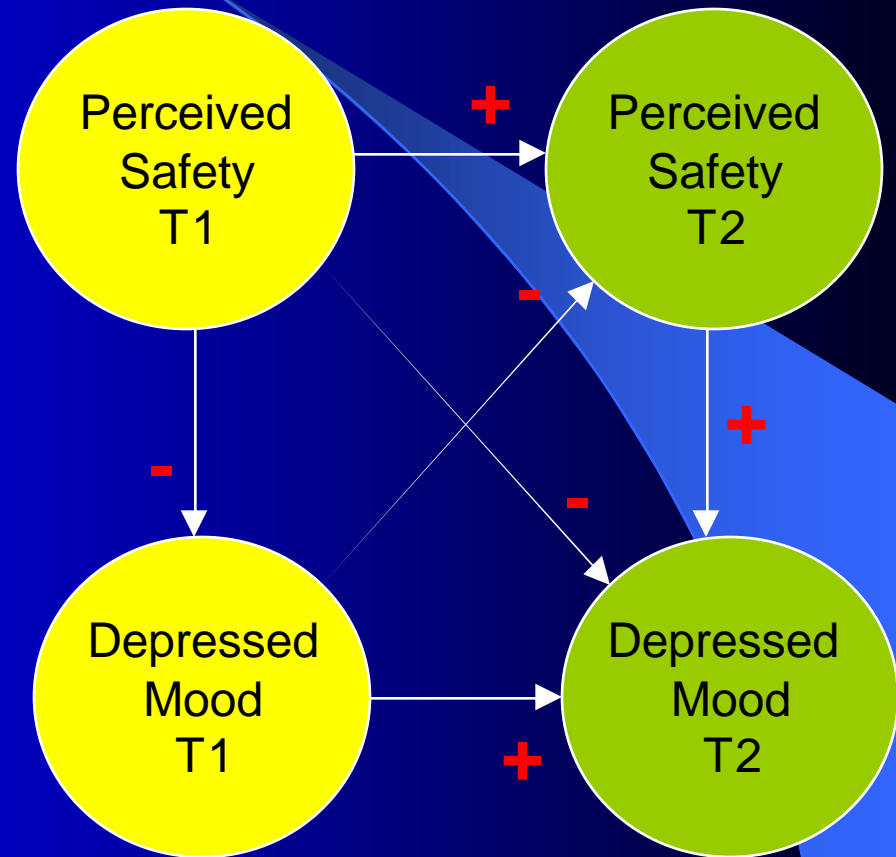 Perceived
Safety
T1
+
Perceived
Safety
T2
-
-
+
-
Depressed
Mood
T1
+
Depressed
Mood
T2